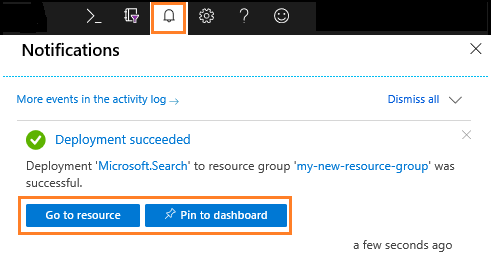 Notifications
More events in the activity log →
Dismiss all
Deployment succeeded
Deployment 'Microsoft.Search' to resource group 'my-new-resource-group' was
successful.
Go to resource
Pin to dashboard
a few seconds ago